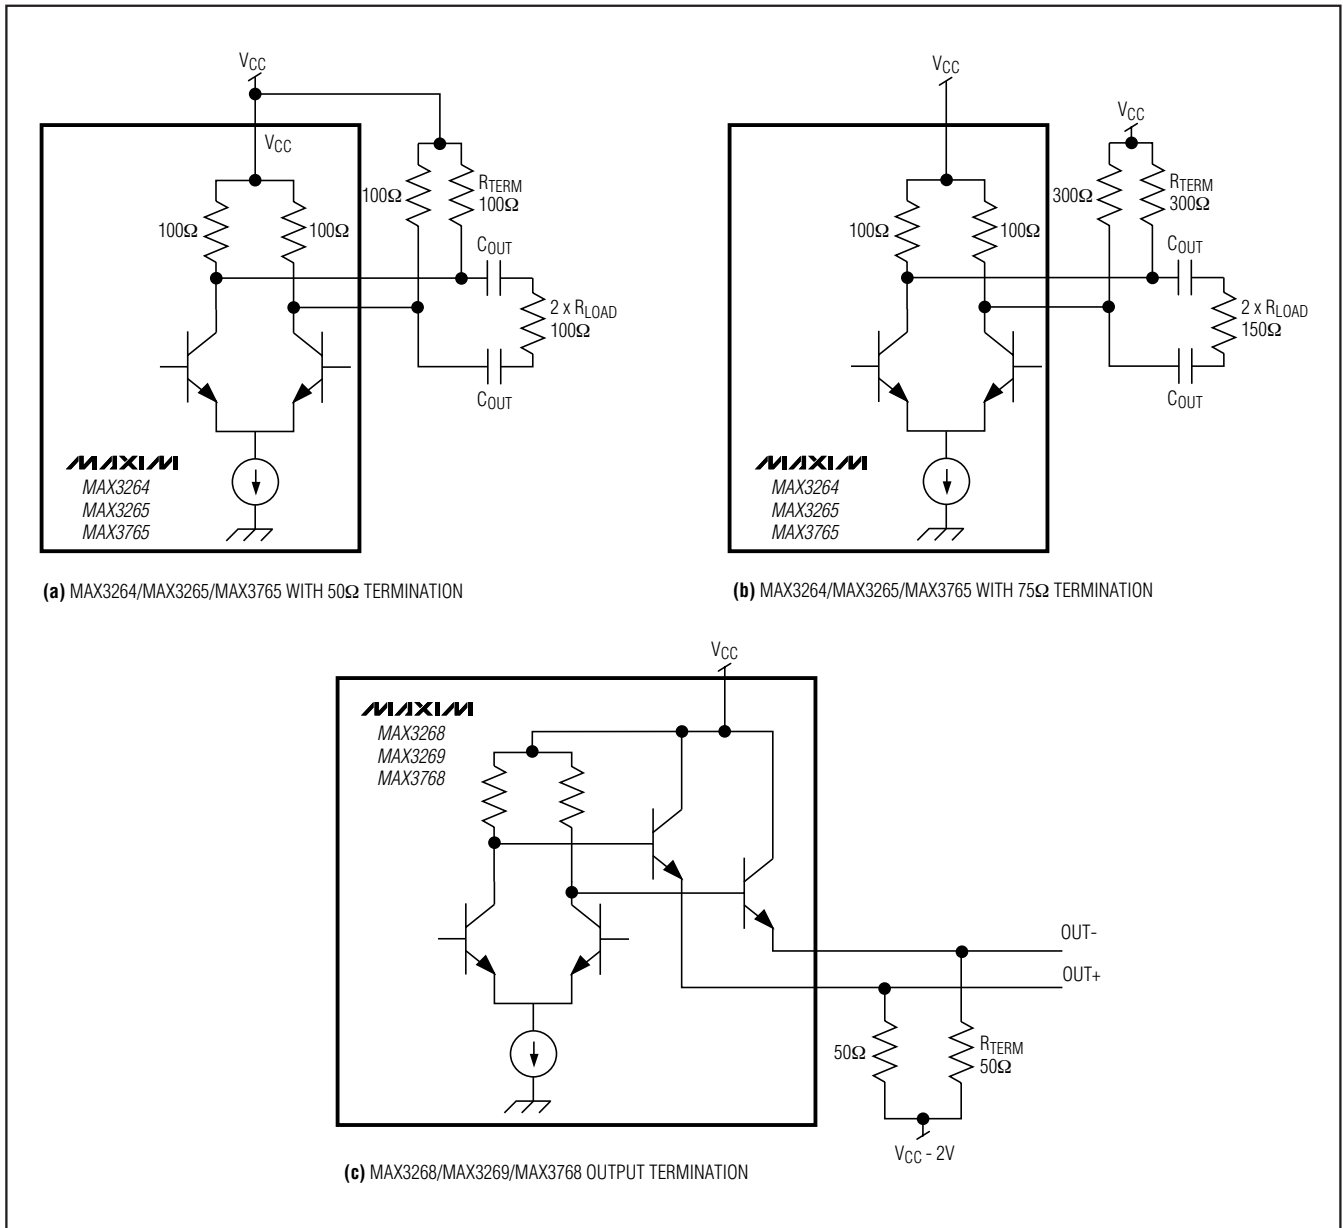 VCC
VCC
100Ω
100Ω
100Ω
RTERM
100Ω
COUT
2 x RLOAD
100Ω
COUT
MAXIM
MAX3264
MAX3265
MAX3765
(a) MAX3264/MAX3265/MAX3765 WITH 50Ω TERMINATION
VCC
VCC
100Ω
100Ω
300Ω
RTERM
300Ω
COUT
2 x RLOAD
150Ω
COUT
MAXIM
MAX3264
MAX3265
MAX3765
(b) MAX3264/MAX3265/MAX3765 WITH 75Ω TERMINATION
VCC
MAXIM
MAX3268
MAX3269
MAX3768
OUT-
OUT+
50Ω
RTERM
50Ω
VCC - 2V
(c) MAX3268/MAX3269/MAX3768 OUTPUT TERMINATION